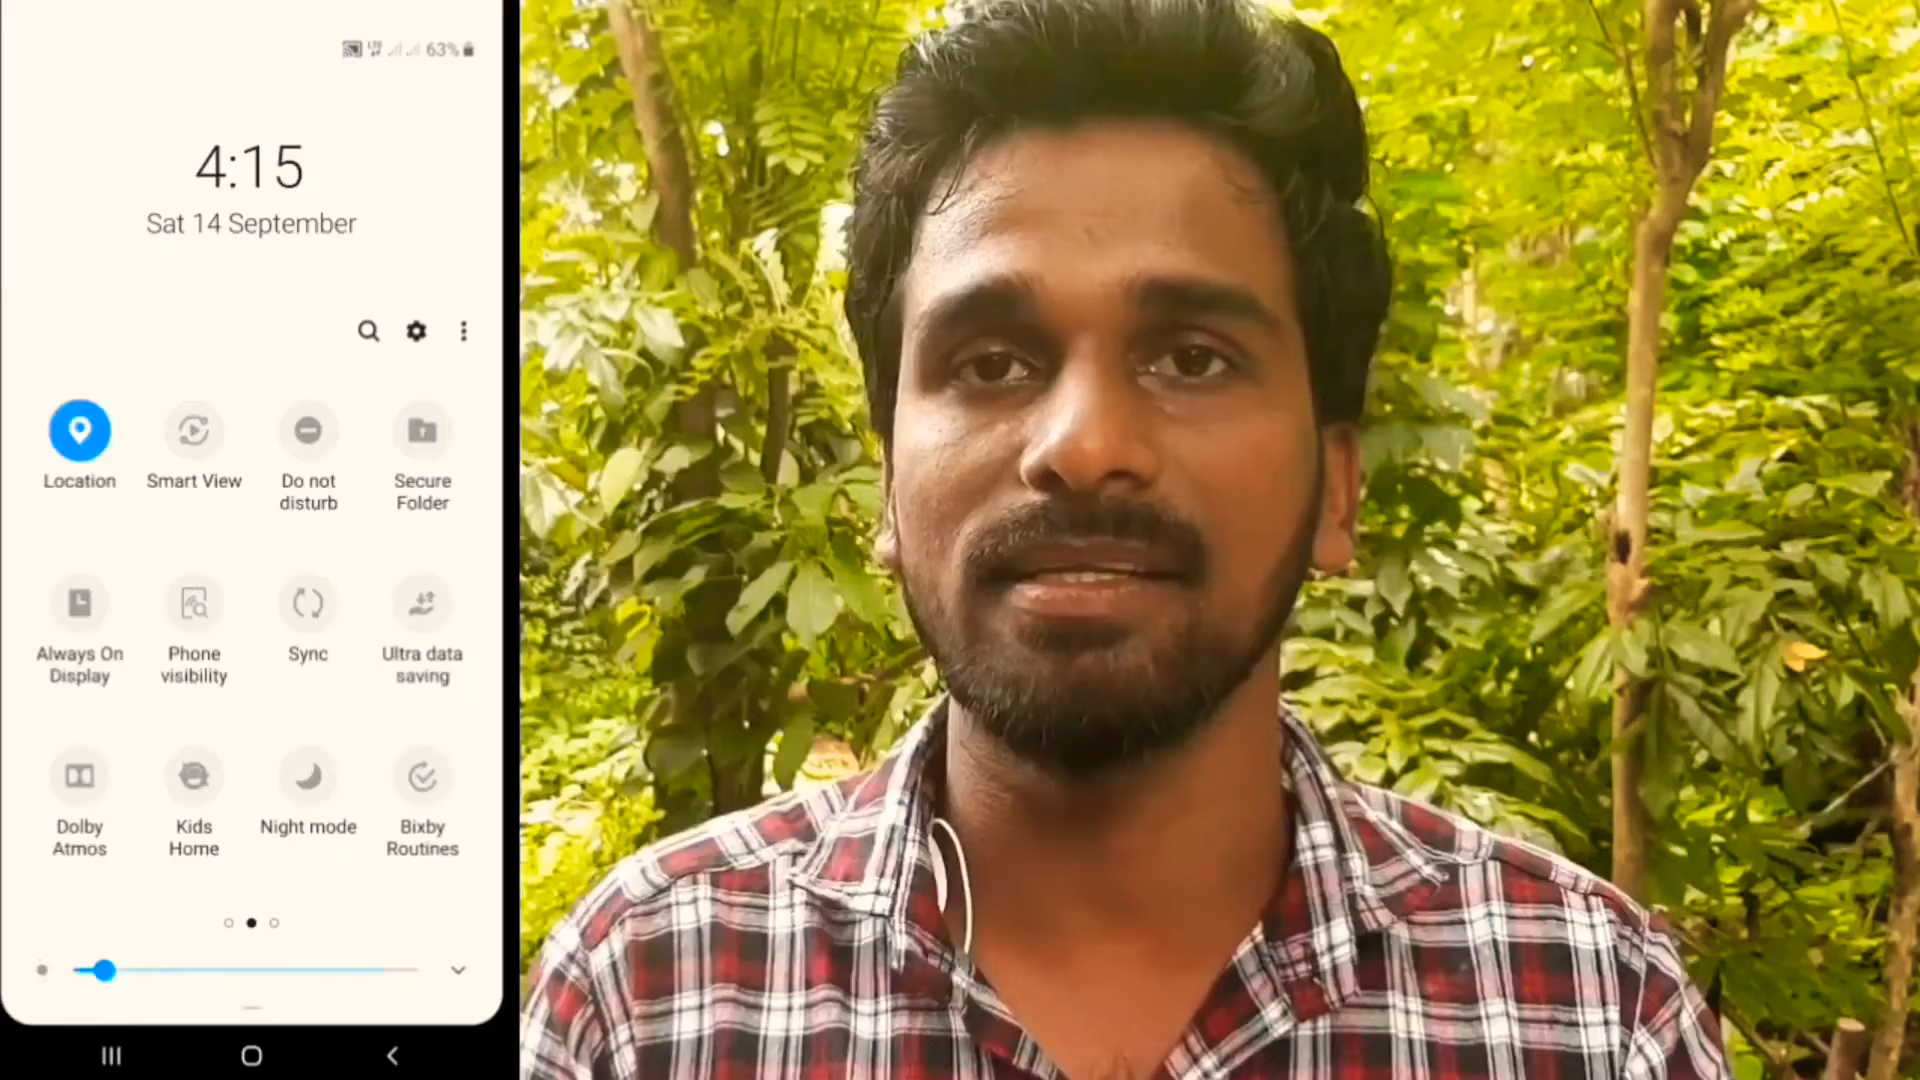 LTE 63%
4:15
Sat 14 September
Location Smart View Do not disturb Secure Folder
Always On Display Phone visibility Sync Ultra data saving
Dolby Atmos Kids Home Night mode Bixby Routines